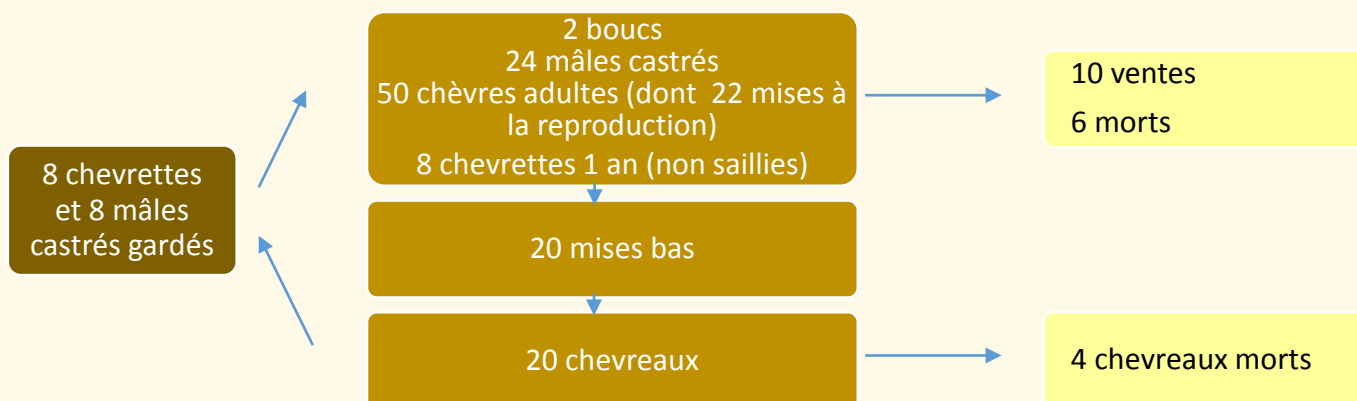 2 boucs
24 mâles castrés
50 chèvres adultes (dont 22 mises à
la reproduction)
8 chevrettes 1 an (non saillies)
10 ventes
6 morts
8 chevrettes
et 8 mâles
castrés gardés
20 mises bas
20 chevreaux
4 chevreaux morts